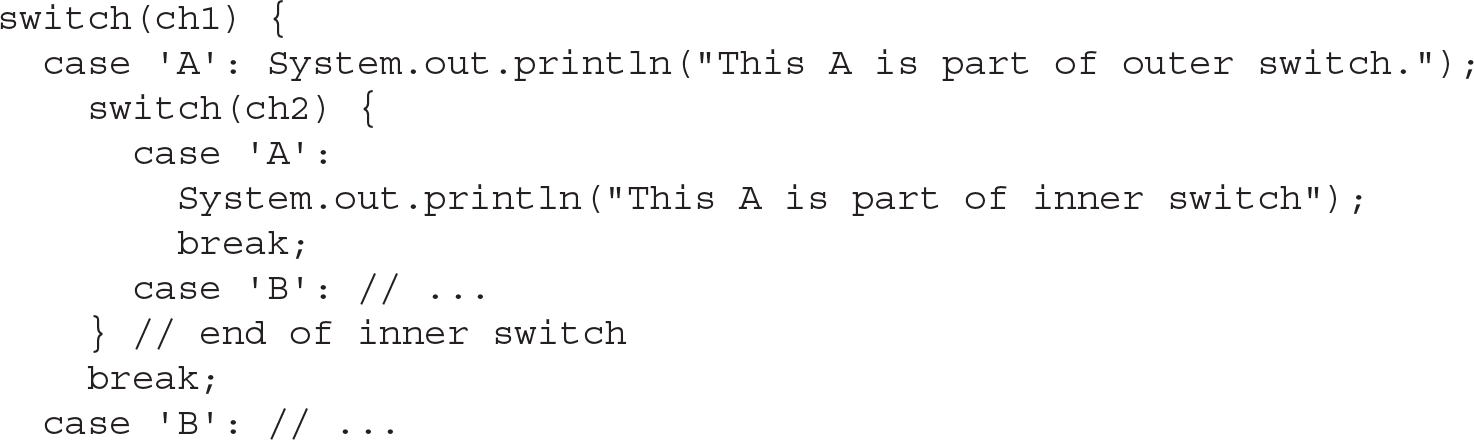 switch(ch1) {
  case 'A': System.out.println("This A is part of outer switch.");
    switch(ch2) {
      case 'A':
        System.out.println("This A is part of inner switch");
        break;
      case 'B': // ...
    } // end of inner switch
    break;
  case 'B': // ...